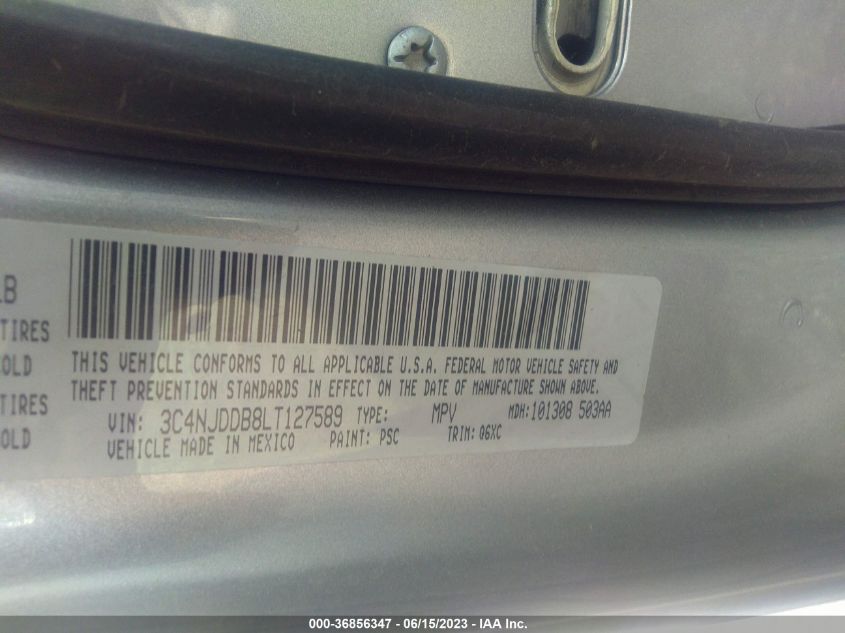 LB
TIRES
OLD
TIRES
OLD
THIS VEHICLE CONFORMS TO ALL APPLICABLE U.S.A. FEDERAL MOTOR VEHICLE SAFETY AND
THEFT PREVENTION STANDARDS IN EFFECT ON THE DATE OF MANUFACTURE SHOWN ABOVE.
VIN: 3C4NJDDB8LT127589 TYPE: MPV MDH:101308 503AA
VEHICLE MADE IN MEXICO PAINT: PSC TRIM: 06XC
000-36856347 - 06/15/2023 - IAA Inc.